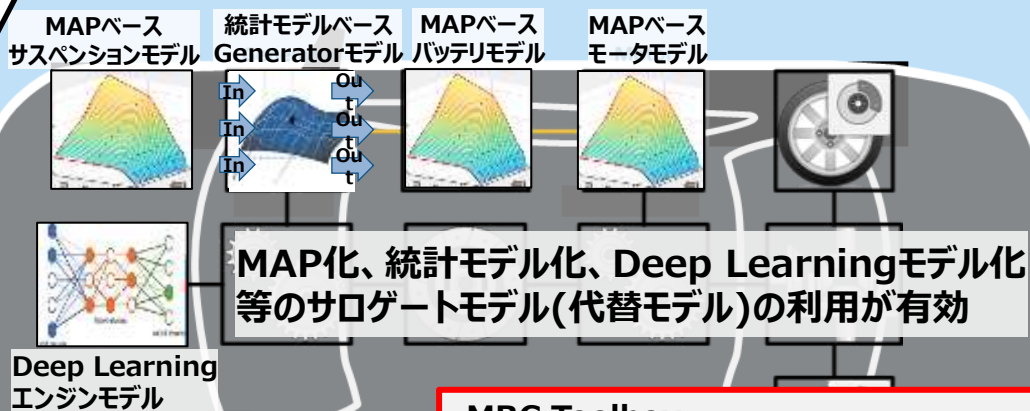 MAPベース
サスペンションモデル
統計モデルベース
Generatorモデル
MAPベース
バッテリモデル
MAPベース
モータモデル
In
In
In
Ou
t
Ou
t
Ou
t
MAP化、統計モデル化、Deep Learningモデル化
等のサロゲートモデル(代替モデル)の利用が有効
Deep Learning
エンジンモデル